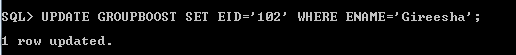 SQL> UPDATE GROUPBOOST SET EID='102' WHERE ENAME='Gireesha';
1 row updated.